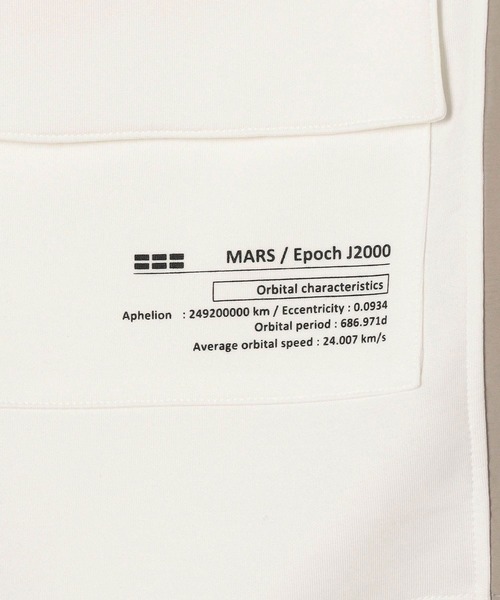 MARS / Epoch J2000
Orbital characteristics
Aphelion : 249200000 km / Eccentricity : 0.0934
Orbital period : 686.971d
Average orbital speed : 24.007 km/s